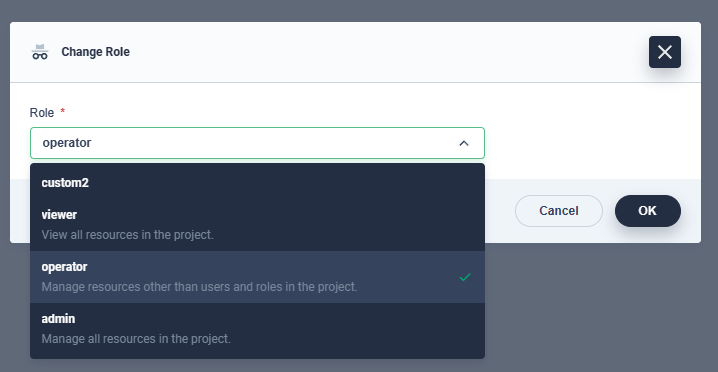 Change Role
Role *
operator
custom2
viewer
View all resources in the project.
operator
Manage resources other than users and roles in the project.
admin
Manage all resources in the project.
Cancel
OK